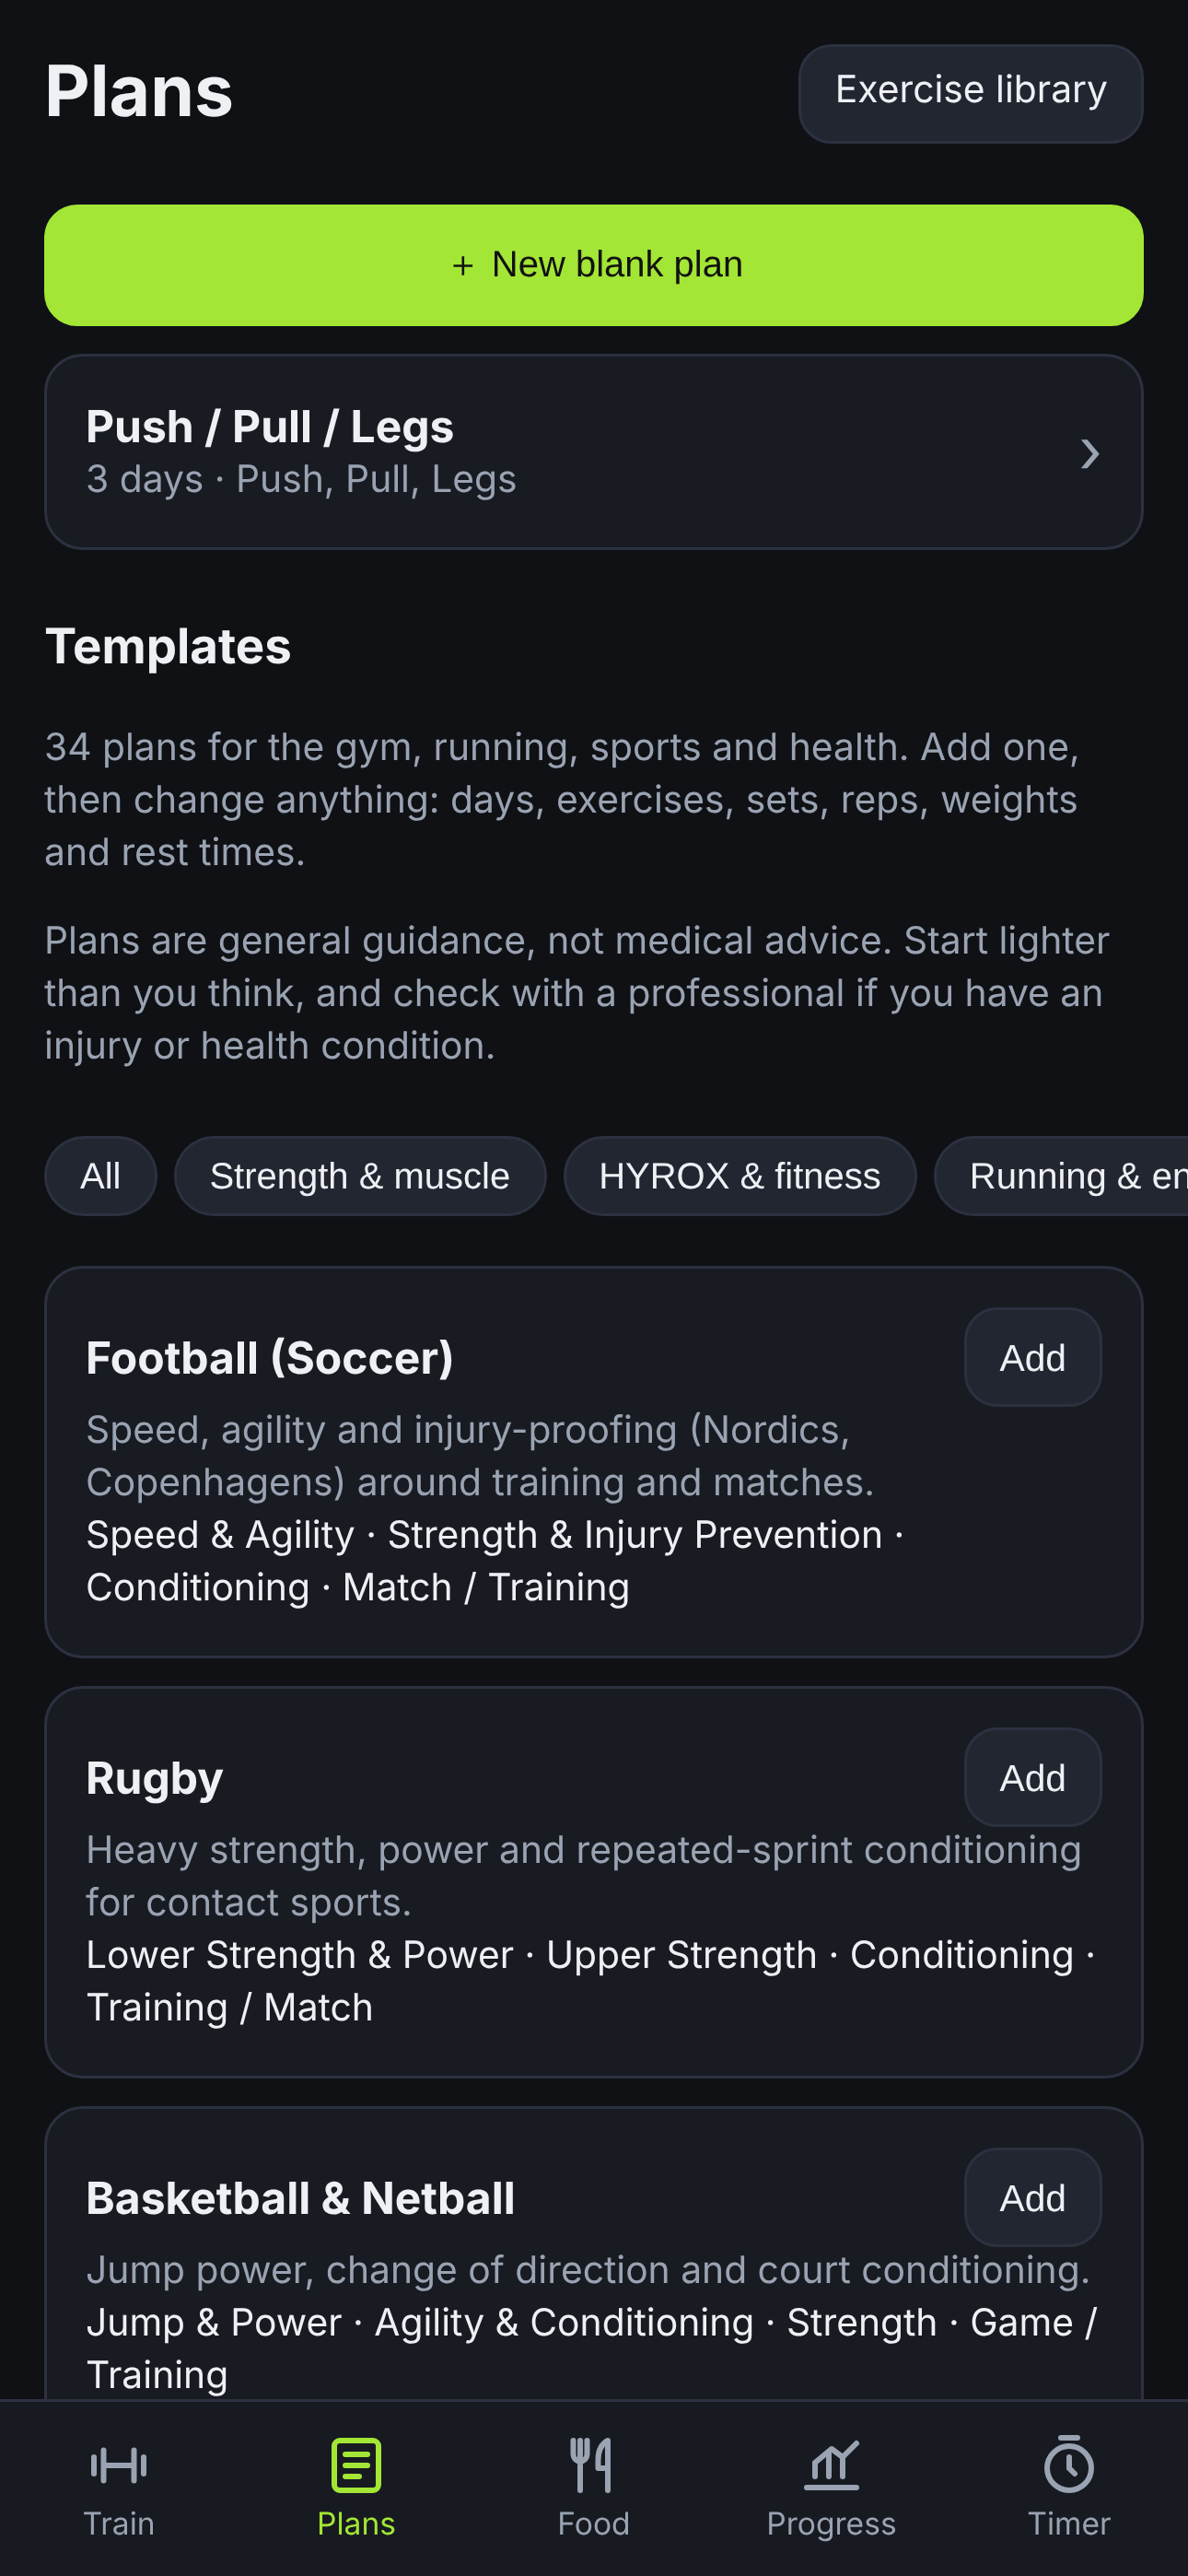 Plans
Exercise library
+ New blank plan
Push / Pull / Legs
3 days · Push, Pull, Legs
Templates
34 plans for the gym, running, sports and health. Add one,
then change anything: days, exercises, sets, reps, weights
and rest times.
Plans are general guidance, not medical advice. Start lighter
than you think, and check with a professional if you have an
injury or health condition.
All
Strength & muscle
HYROX & fitness
Running & en
Football (Soccer)
Add
Speed, agility and injury-proofing (Nordics,
Copenhagens) around training and matches.
Speed & Agility · Strength & Injury Prevention ·
Conditioning · Match / Training
Rugby
Add
Heavy strength, power and repeated-sprint conditioning
for contact sports.
Lower Strength & Power · Upper Strength · Conditioning ·
Training / Match
Basketball & Netball
Add
Jump power, change of direction and court conditioning.
Jump & Power · Agility & Conditioning · Strength · Game /
Training
Train
Plans
Food
Progress
Timer